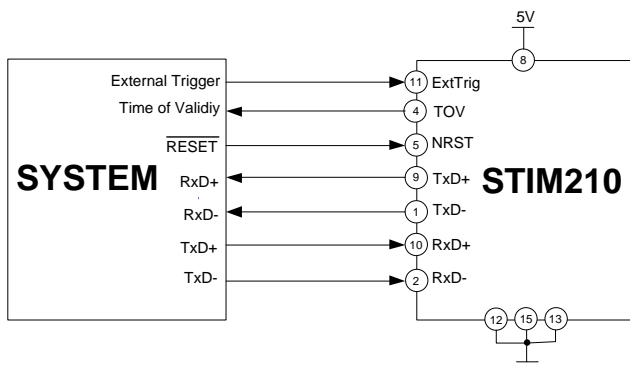 5V
8
External Trigger 11 ExtTrig
Time of Validiy 4 TOV
RESET 5 NRST
SYSTEM STIM210
RxD+ 9 TxD+
RxD- 1 TxD-
TxD+ 10 RxD+
TxD- 2 RxD-
12 15 13